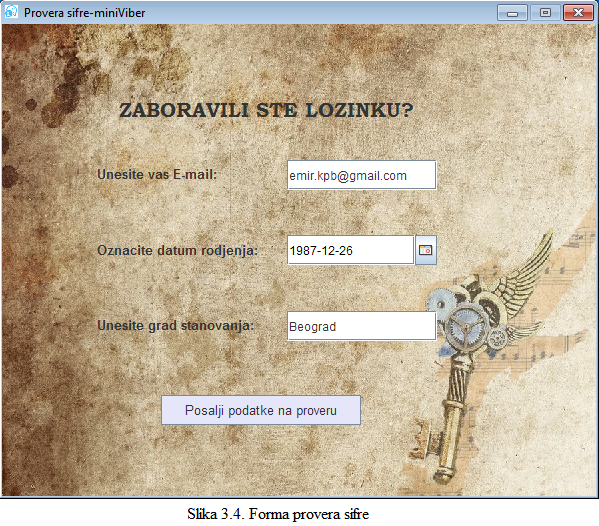 Provera sifre-miniViber
ZABORAVILI STE LOZINKU?
Unesite vas E-mail:
emir.kpb@gmail.com
Oznacite datum rodjenja:
1987-12-26
Unesite grad stanovanja:
Beograd
Posalji podatke na proveru
Slika 3.4. Forma provera sifre